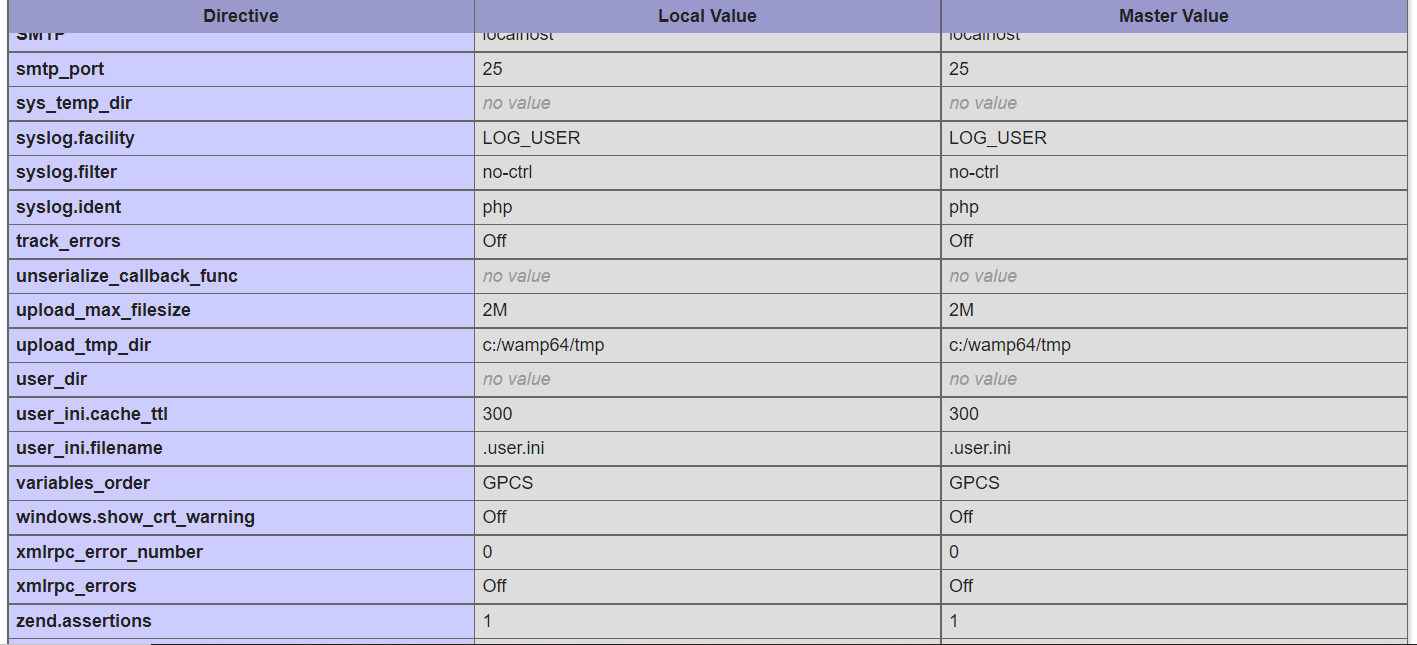 Directive Local Value Master Value
SMTP localhost localhost
smtp_port 25 25
sys_temp_dir no value no value
syslog.facility LOG_USER LOG_USER
syslog.filter no-ctrl no-ctrl
syslog.ident php php
track_errors Off Off
unserialize_callback_func no value no value
upload_max_filesize 2M 2M
upload_tmp_dir c:/wamp64/tmp c:/wamp64/tmp
user_dir no value no value
user_ini.cache_ttl 300 300
user_ini.filename .user.ini .user.ini
variables_order GPCS GPCS
windows.show_crt_warning Off Off
xmlrpc_error_number 0 0
xmlrpc_errors Off Off
zend.assertions 1 1